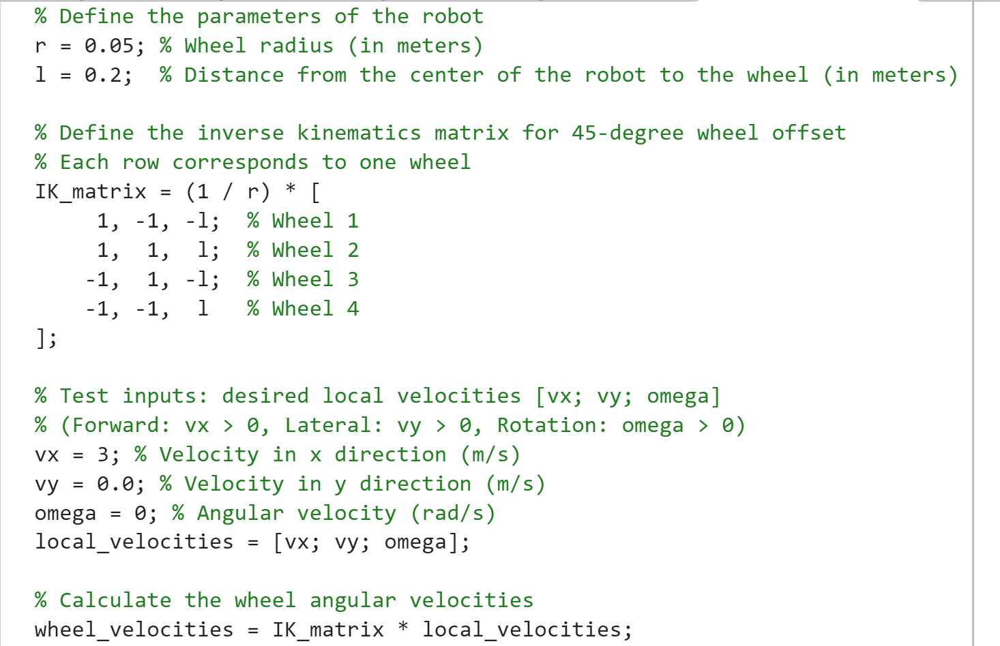 % Define the parameters of the robot
r = 0.05; % Wheel radius (in meters)
l = 0.2;  % Distance from the center of the robot to the wheel (in meters)

% Define the inverse kinematics matrix for 45-degree wheel offset
% Each row corresponds to one wheel
IK_matrix = (1 / r) * [
     1, -1, -l;  % Wheel 1
     1,  1,  l;  % Wheel 2
    -1,  1, -l;  % Wheel 3
    -1, -1,  l   % Wheel 4
];

% Test inputs: desired local velocities [vx; vy; omega]
% (Forward: vx > 0, Lateral: vy > 0, Rotation: omega > 0)
vx = 3; % Velocity in x direction (m/s)
vy = 0.0; % Velocity in y direction (m/s)
omega = 0; % Angular velocity (rad/s)
local_velocities = [vx; vy; omega];

% Calculate the wheel angular velocities
wheel_velocities = IK_matrix * local_velocities;